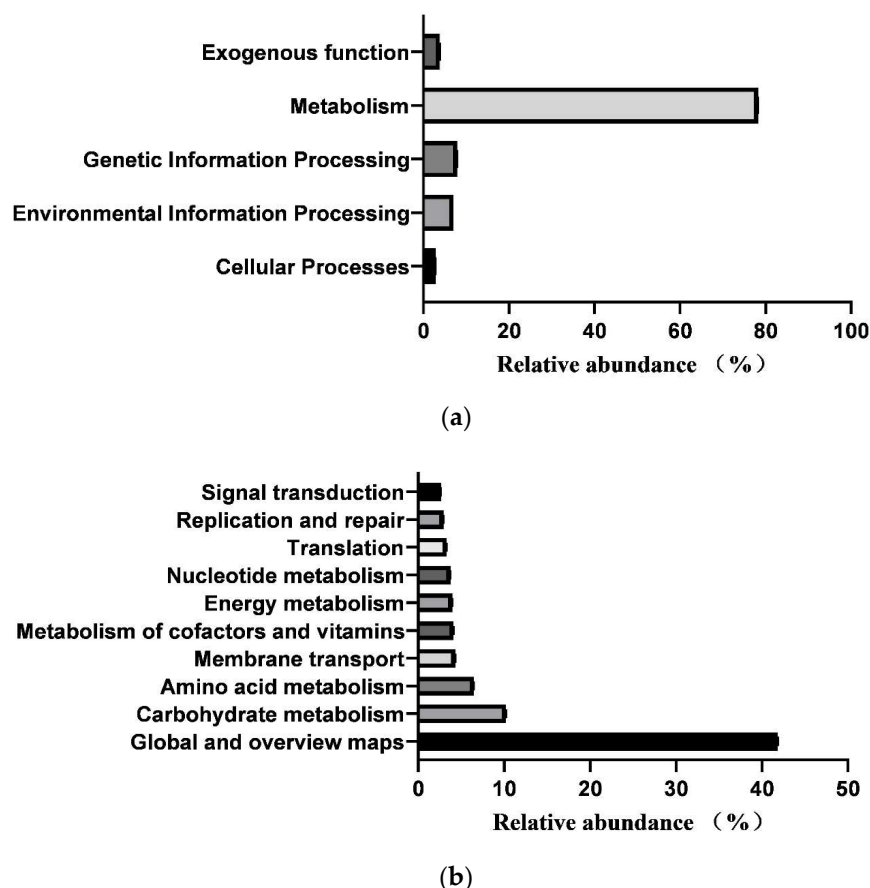 Exogenous function
Metabolism
Genetic Information Processing
Environmental Information Processing
Cellular Processes
0 20 40 60 80 100
Relative abundance （%）
(a)
Signal transduction
Replication and repair
Translation
Nucleotide metabolism
Energy metabolism
Metabolism of cofactors and vitamins
Membrane transport
Amino acid metabolism
Carbohydrate metabolism
Global and overview maps
0 10 20 30 40 50
Relative abundance （%）
(b)